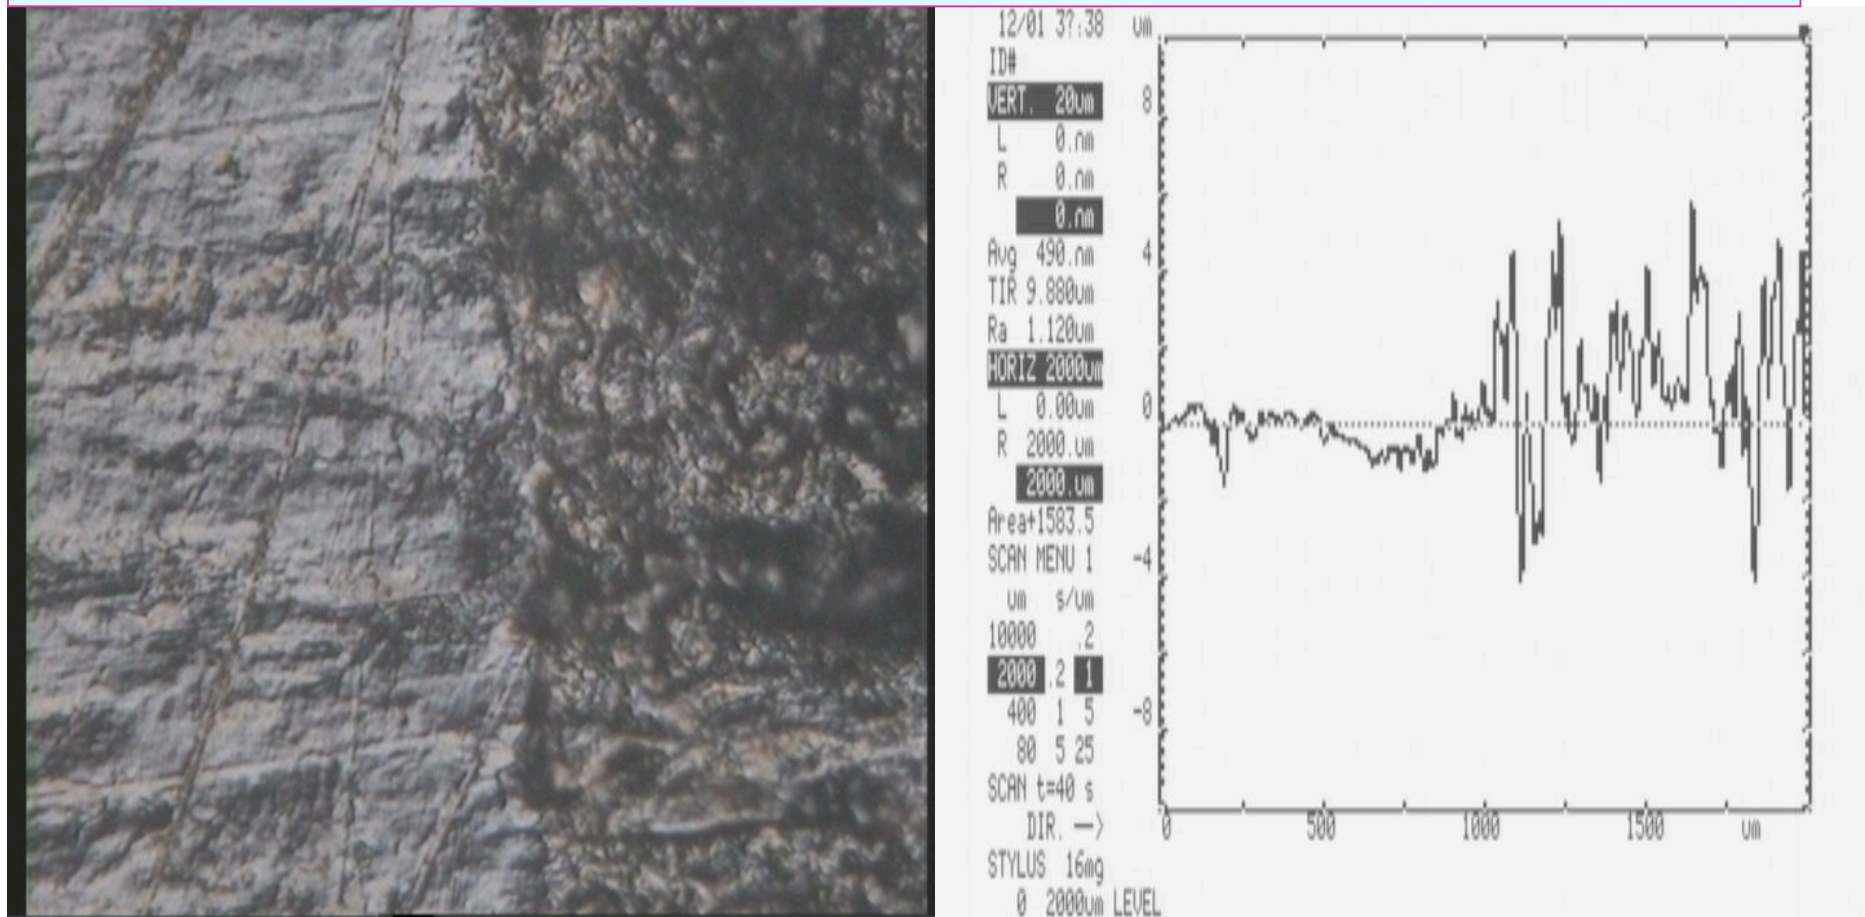 12/01 3?:38 um
ID#
VERT. 20um
8
L 0.nm
R 0.nm
0.nm
Avg 490.nm
4
TIR 9.880um
Ra 1.120um
HORIZ 2000um
L 0.00um
0
R 2000.um
2000.um
Area+1583.5
SCAN MENU 1
-4
um s/um
10000 .2
2000 .2 1
400 1 5
-8
80 5 25
SCAN t=40 s
0 500 1000 1500 um
DIR. —>
STYLUS 16mg
0 2000um LEVEL